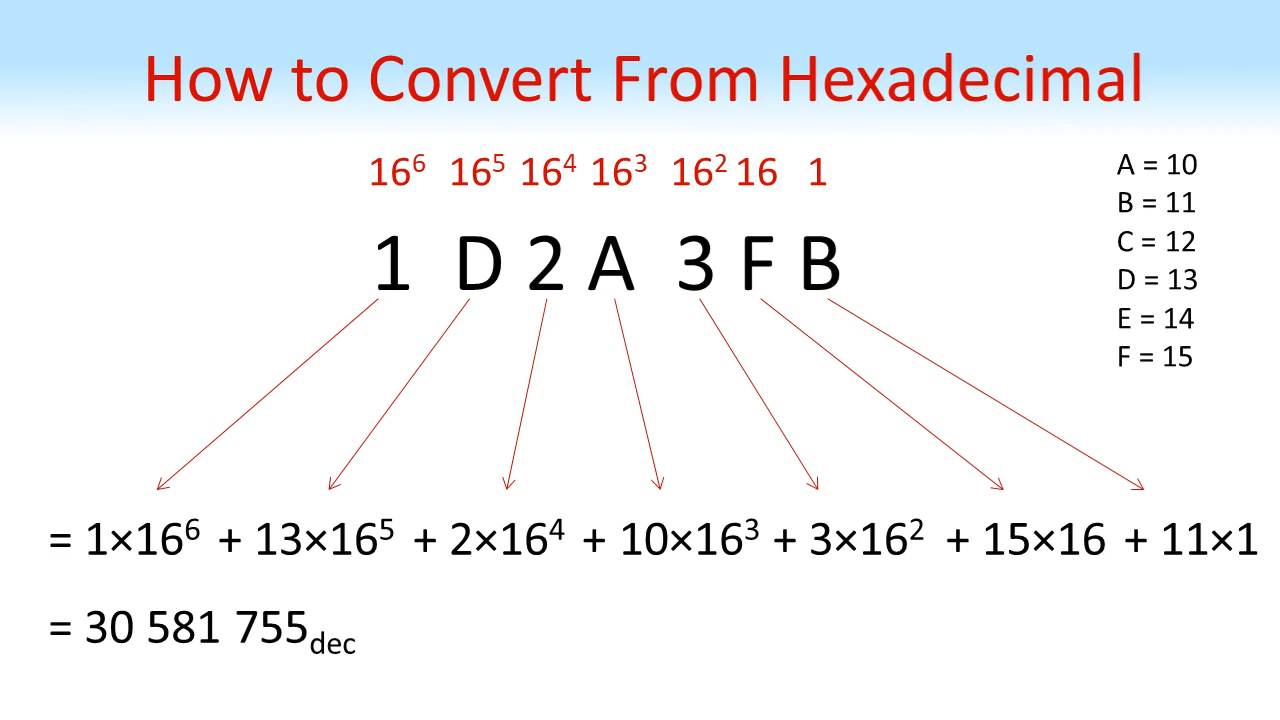 How to Convert From Hexadecimal
16⁶ 16⁵ 16⁴ 16³ 16² 16 1
1 D 2 A 3 F B
A = 10
B = 11
C = 12
D = 13
E = 14
F = 15
= 1×16⁶ + 13×16⁵ + 2×16⁴ + 10×16³ + 3×16² + 15×16 + 11×1
= 30 581 755dec